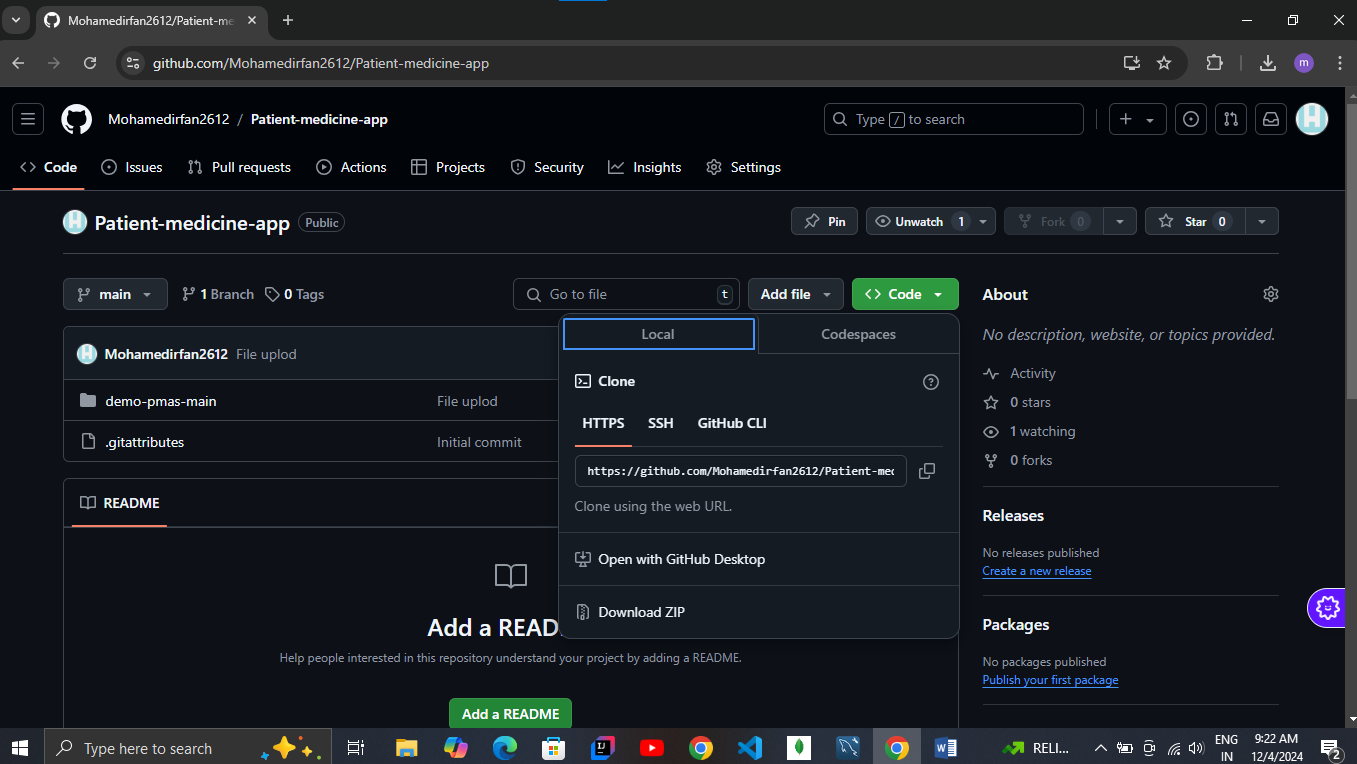 Mohamedirfan2612/Patient-me
github.com/Mohamedirfan2612/Patient-medicine-app
m
Mohamedirfan2612 / Patient-medicine-app
Type / to search
Code
Issues
Pull requests
Actions
Projects
Security
Insights
Settings
Patient-medicine-app
Public
Pin
Unwatch 1
Fork 0
Star 0
main
1 Branch
0 Tags
Go to file t
Add file
Code
About
No description, website, or topics provided.
Activity
0 stars
1 watching
0 forks
Releases
No releases published
Create a new release
Packages
No packages published
Publish your first package
Local
Codespaces
Clone
HTTPS
SSH
GitHub CLI
https://github.com/Mohamedirfan2612/Patient-med
Clone using the web URL.
Open with GitHub Desktop
Download ZIP
Mohamedirfan2612 File uplod
demo-pmas-main File uplod
.gitattributes Initial commit
README
Add a READ
Help people interested in this repository understand your project by adding a README.
Add a README
Type here to search
RELI...
ENG
IN
9:22 AM
12/4/2024
2